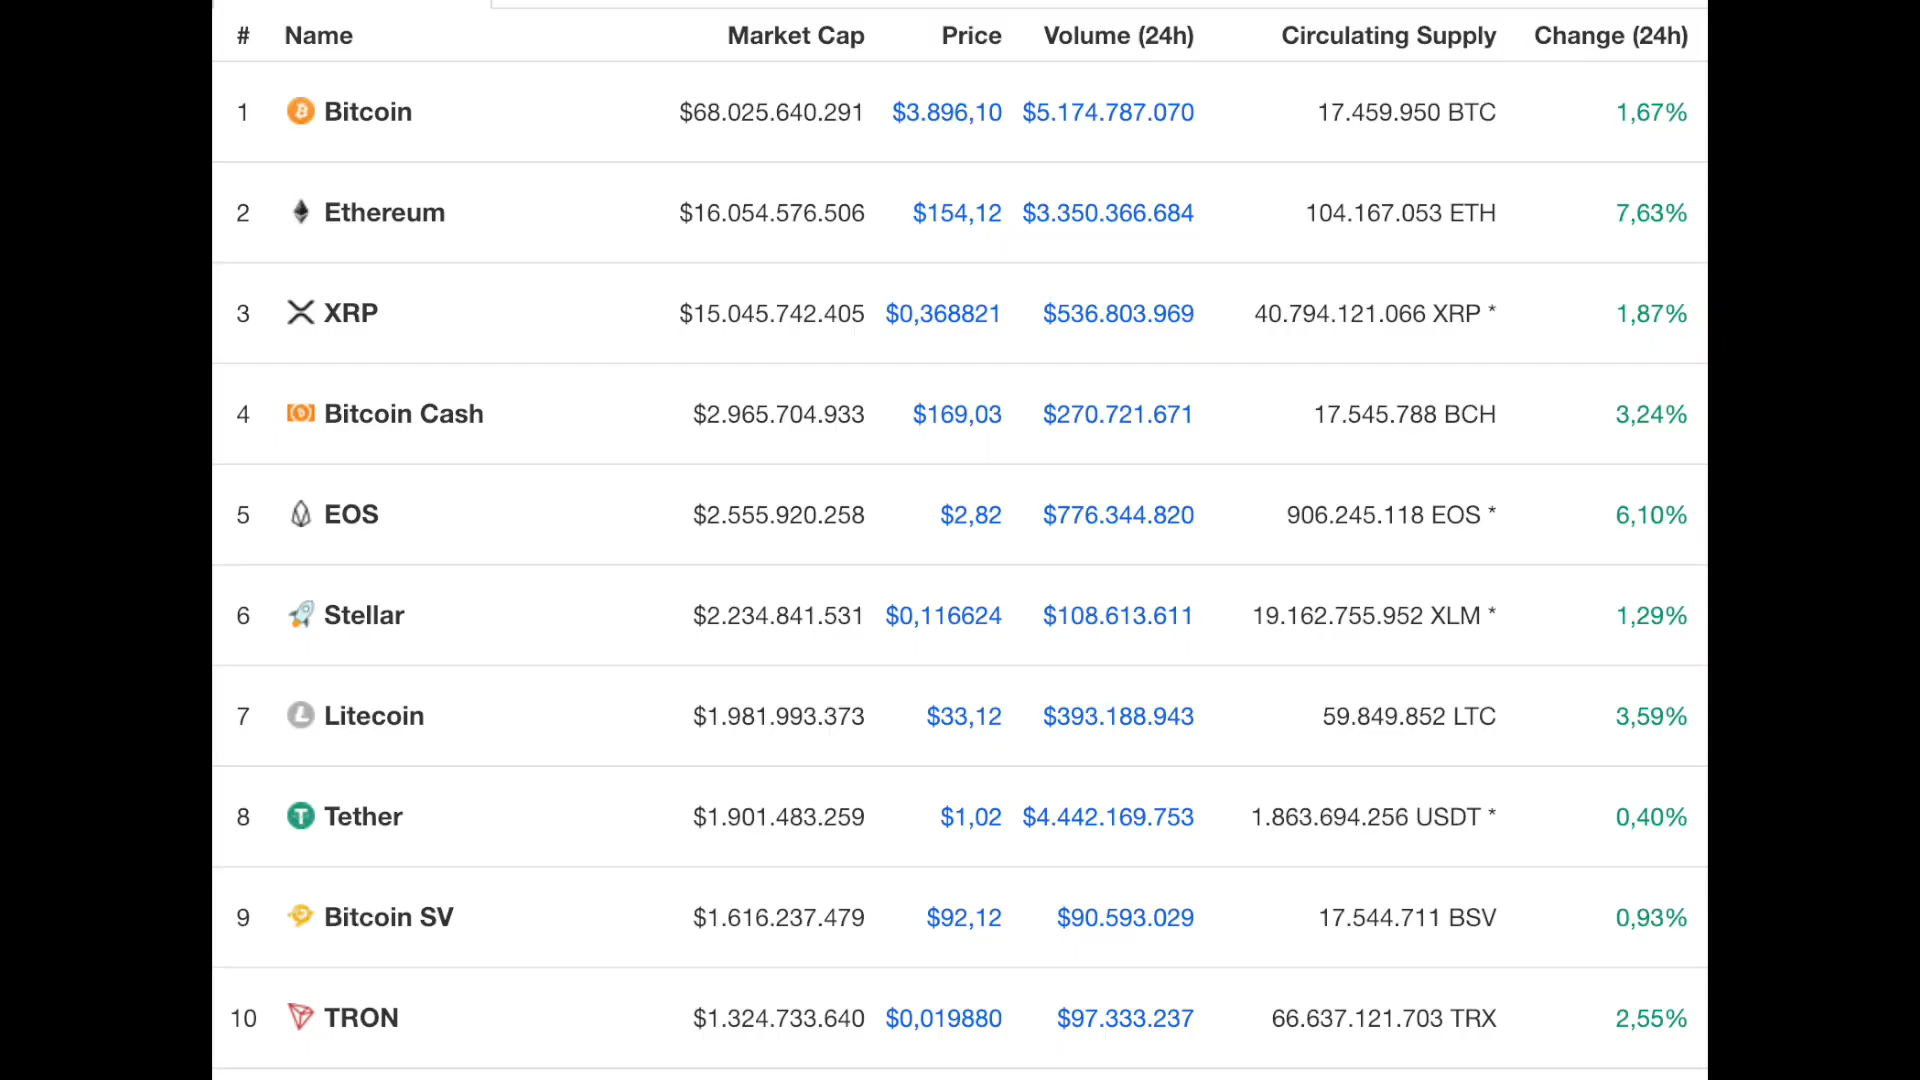 # Name Market Cap Price Volume (24h) Circulating Supply Change (24h)
1 Bitcoin $68.025.640.291 $3.896,10 $5.174.787.070 17.459.950 BTC 1,67%
2 Ethereum $16.054.576.506 $154,12 $3.350.366.684 104.167.053 ETH 7,63%
3 XRP $15.045.742.405 $0,368821 $536.803.969 40.794.121.066 XRP * 1,87%
4 Bitcoin Cash $2.965.704.933 $169,03 $270.721.671 17.545.788 BCH 3,24%
5 EOS $2.555.920.258 $2,82 $776.344.820 906.245.118 EOS * 6,10%
6 Stellar $2.234.841.531 $0,116624 $108.613.611 19.162.755.952 XLM * 1,29%
7 Litecoin $1.981.993.373 $33,12 $393.188.943 59.849.852 LTC 3,59%
8 Tether $1.901.483.259 $1,02 $4.442.169.753 1.863.694.256 USDT * 0,40%
9 Bitcoin SV $1.616.237.479 $92,12 $90.593.029 17.544.711 BSV 0,93%
10 TRON $1.324.733.640 $0,019880 $97.333.237 66.637.121.703 TRX 2,55%